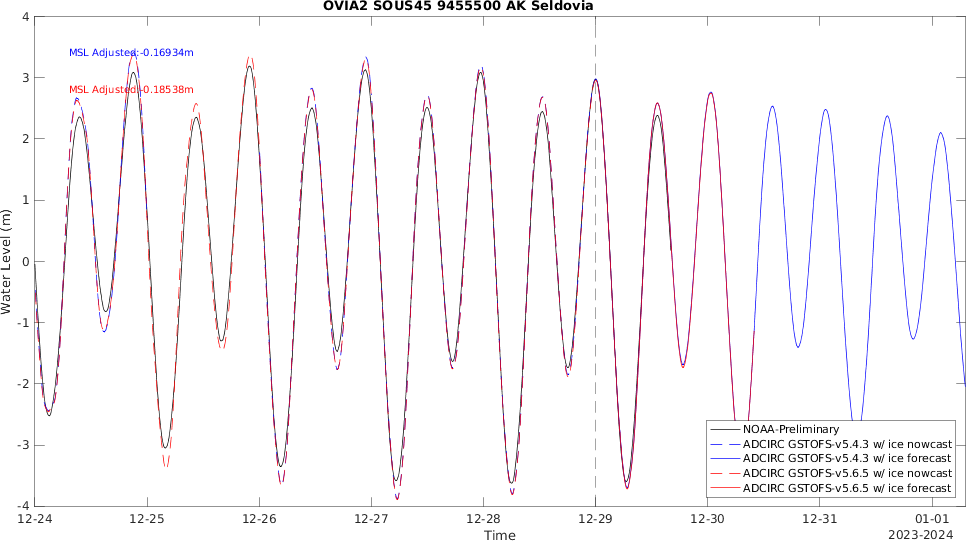 OVIA2 SOUS45 9455500 AK Seldovia
MSL Adjusted:-0.16934m
MSL Adjusted:-0.18538m
Water Level (m)
4
3
2
1
0
-1
-2
-3
-4
NOAA-Preliminary
ADCIRC GSTOFS-v5.4.3 w/ ice nowcast
ADCIRC GSTOFS-v5.4.3 w/ ice forecast
ADCIRC GSTOFS-v5.6.5 w/ ice nowcast
ADCIRC GSTOFS-v5.6.5 w/ ice forecast
12-24 12-25 12-26 12-27 12-28 12-29 12-30 12-31 01-01
Time
2023-2024